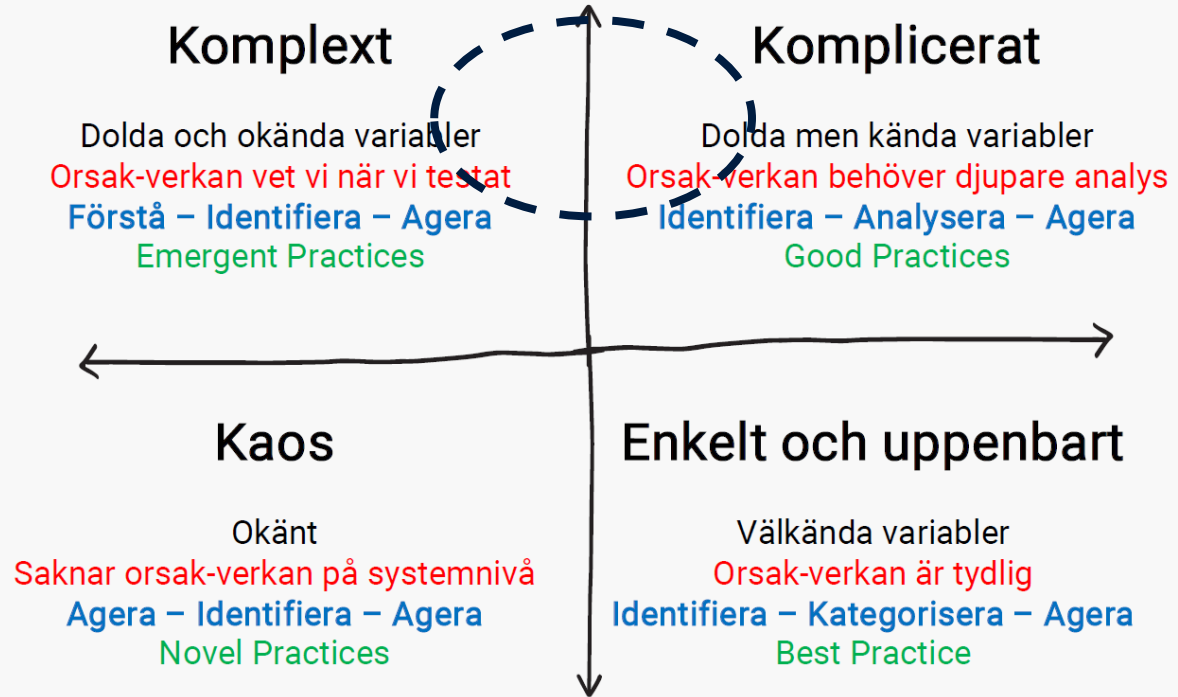 Komplext
Dolda och okända variabler
Orsak-verkan vet vi när vi testat
Förstå – Identifiera – Agera
Emergent Practices
Komplicerat
Dolda men kända variabler
Orsak-verkan behöver djupare analys
Identifiera – Analysera – Agera
Good Practices
Kaos
Okänt
Saknar orsak-verkan på systemnivå
Agera – Identifiera – Agera
Novel Practices
Enkelt och uppenbart
Välkända variabler
Orsak-verkan är tydlig
Identifiera – Kategorisera – Agera
Best Practice